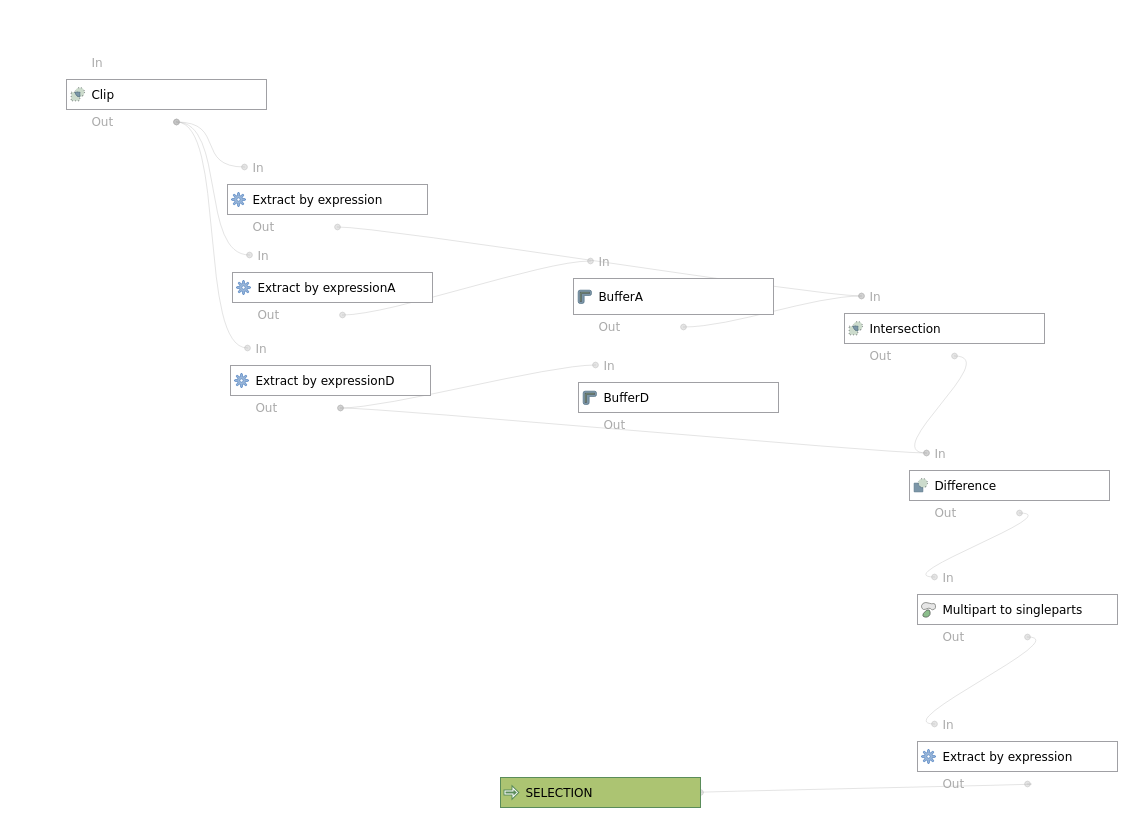 In
Clip
Out
In
Extract by expression
Out
In
Extract by expressionA
Out
In
BufferA
Out
In
Intersection
Out
In
Extract by expressionD
Out
In
BufferD
Out
In
Difference
Out
In
Multipart to singleparts
Out
In
Extract by expression
Out
SELECTION